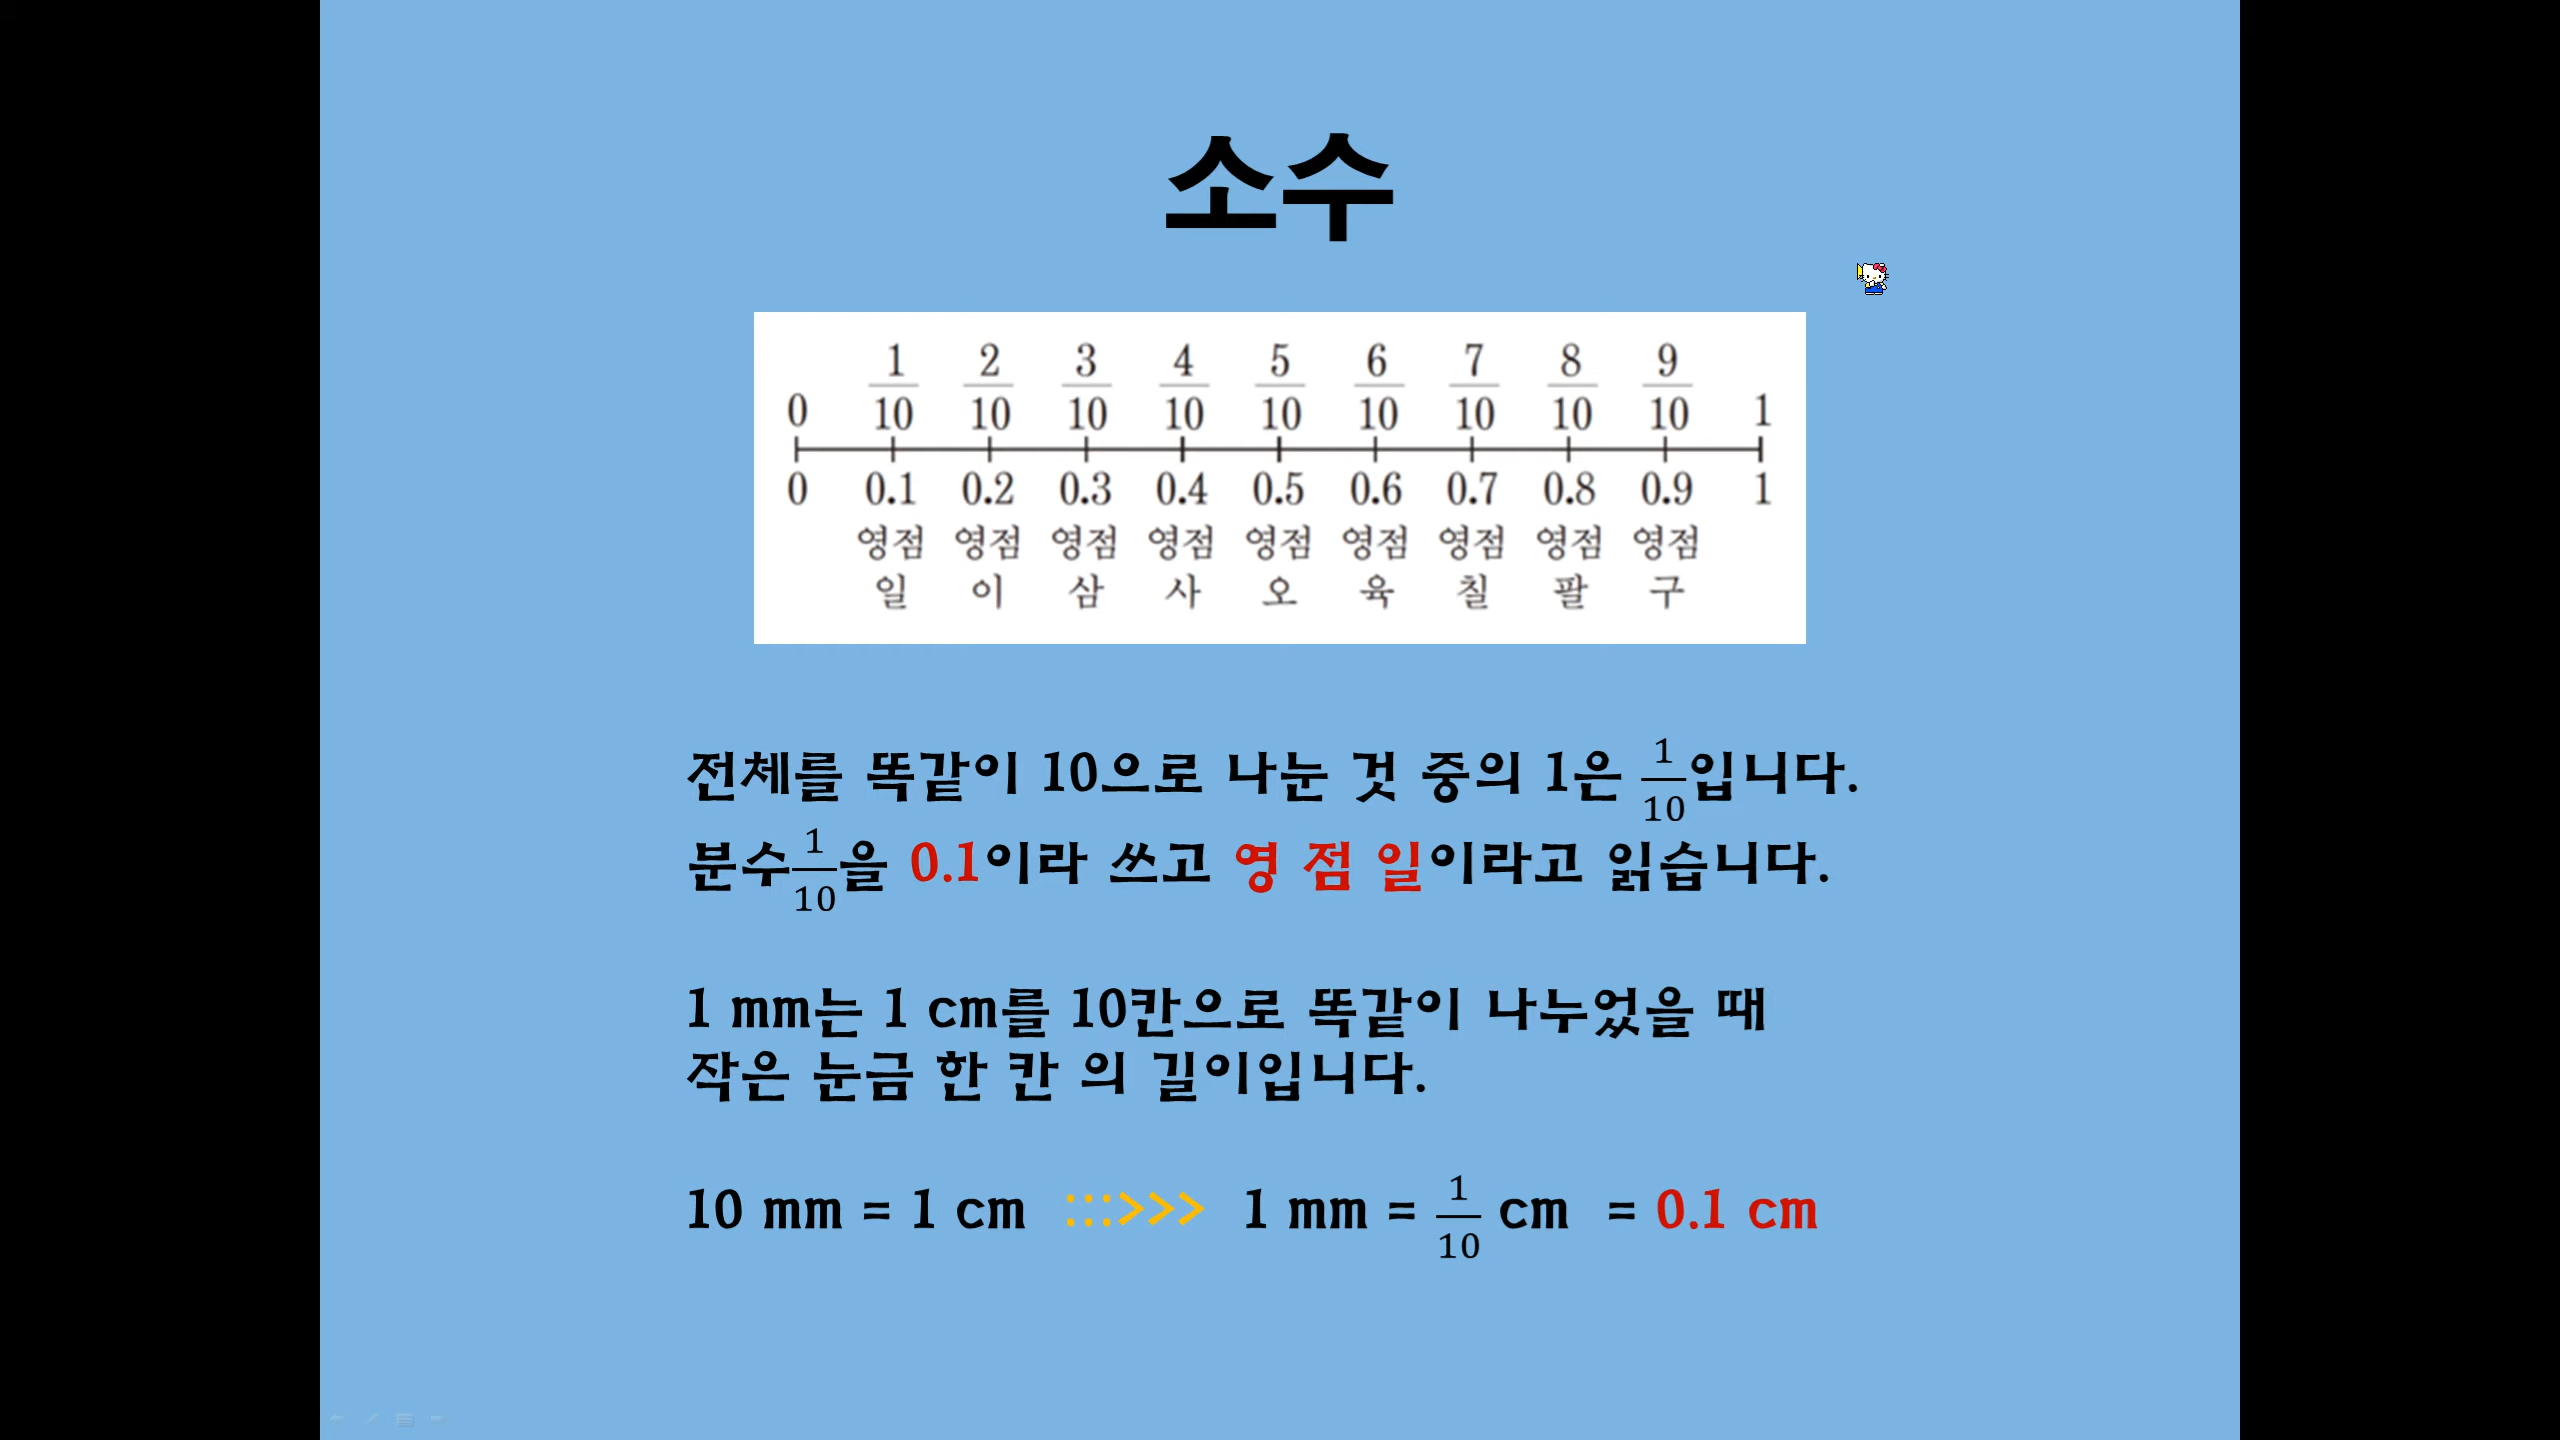 소수
1/10 2/10 3/10 4/10 5/10 6/10 7/10 8/10 9/10
0 1
0 0.1 0.2 0.3 0.4 0.5 0.6 0.7 0.8 0.9 1
영점 영점 영점 영점 영점 영점 영점 영점 영점
일 이 삼 사 오 육 칠 팔 구
전체를 똑같이 10으로 나눈 것 중의 1은 1/10입니다.
분수1/10을 0.1이라 쓰고 영 점 일이라고 읽습니다.
1 mm는 1 cm를 10칸으로 똑같이 나누었을 때
작은 눈금 한 칸 의 길이입니다.
10 mm = 1 cm :::>>> 1 mm = 1/10 cm = 0.1 cm